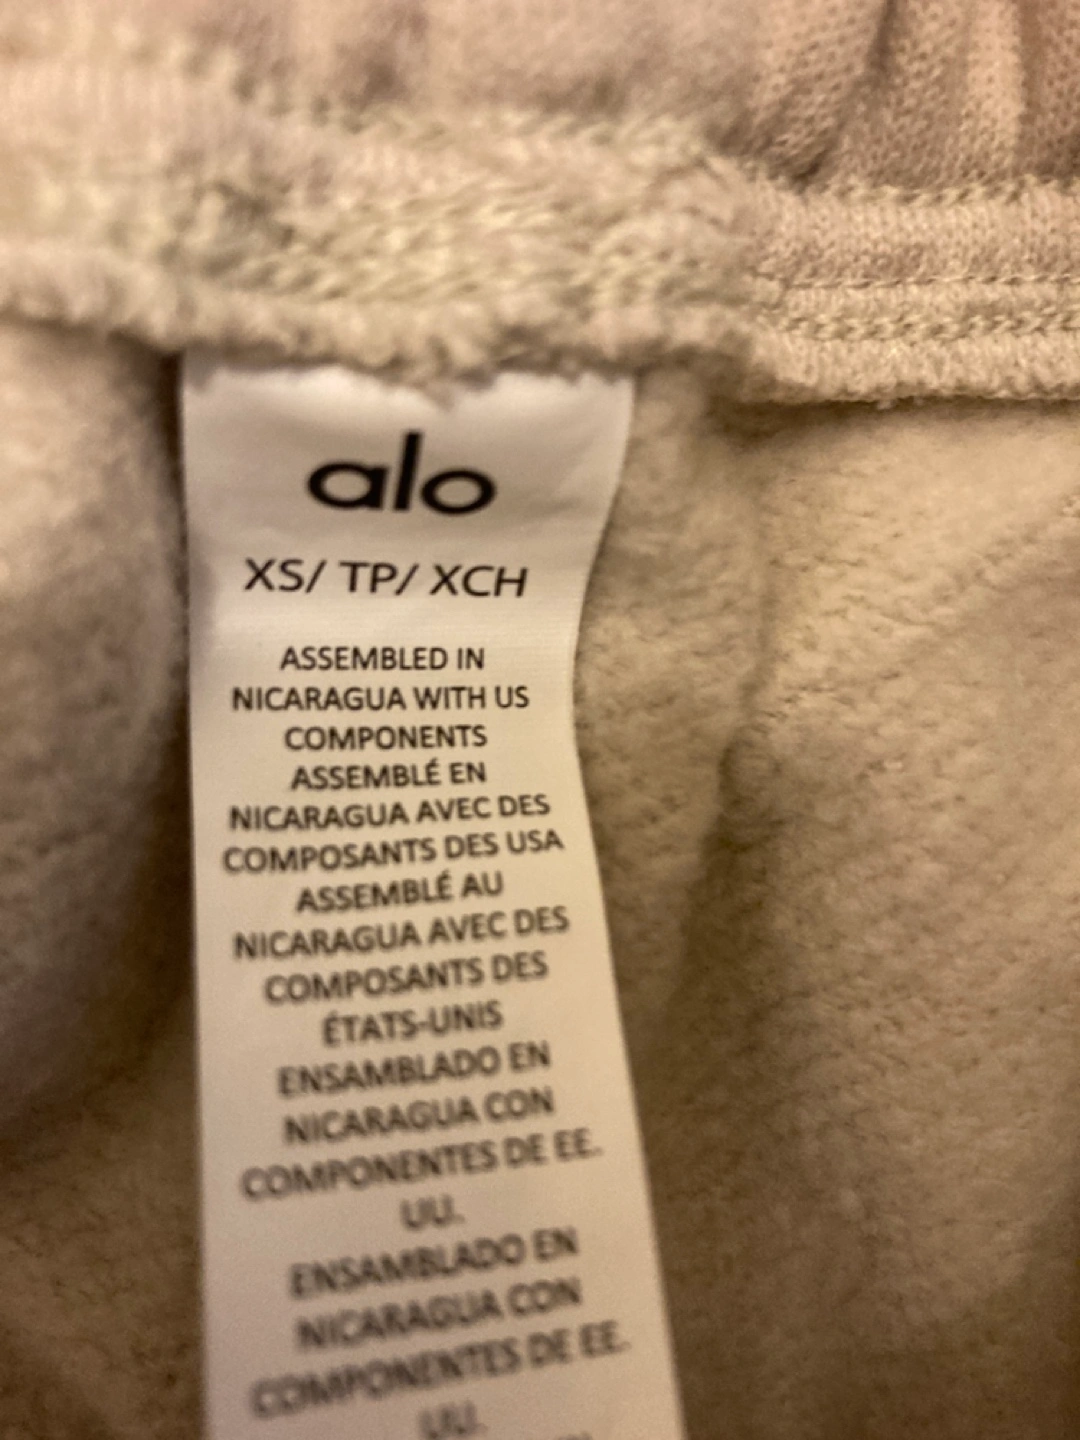 alo
XS/ TP/ XCH
ASSEMBLED IN
NICARAGUA WITH US
COMPONENTS
ASSEMBLÉ EN
NICARAGUA AVEC DES
COMPOSANTS DES USA
ASSEMBLÉ AU
NICARAGUA AVEC DES
COMPOSANTS DES
ÉTATS-UNIS
ENSAMBLADO EN
NICARAGUA CON
COMPONENTES DE EE.
UU.
ENSAMBLADO EN
NICARAGUA CON
COMPONENTES DE EE.
UU.